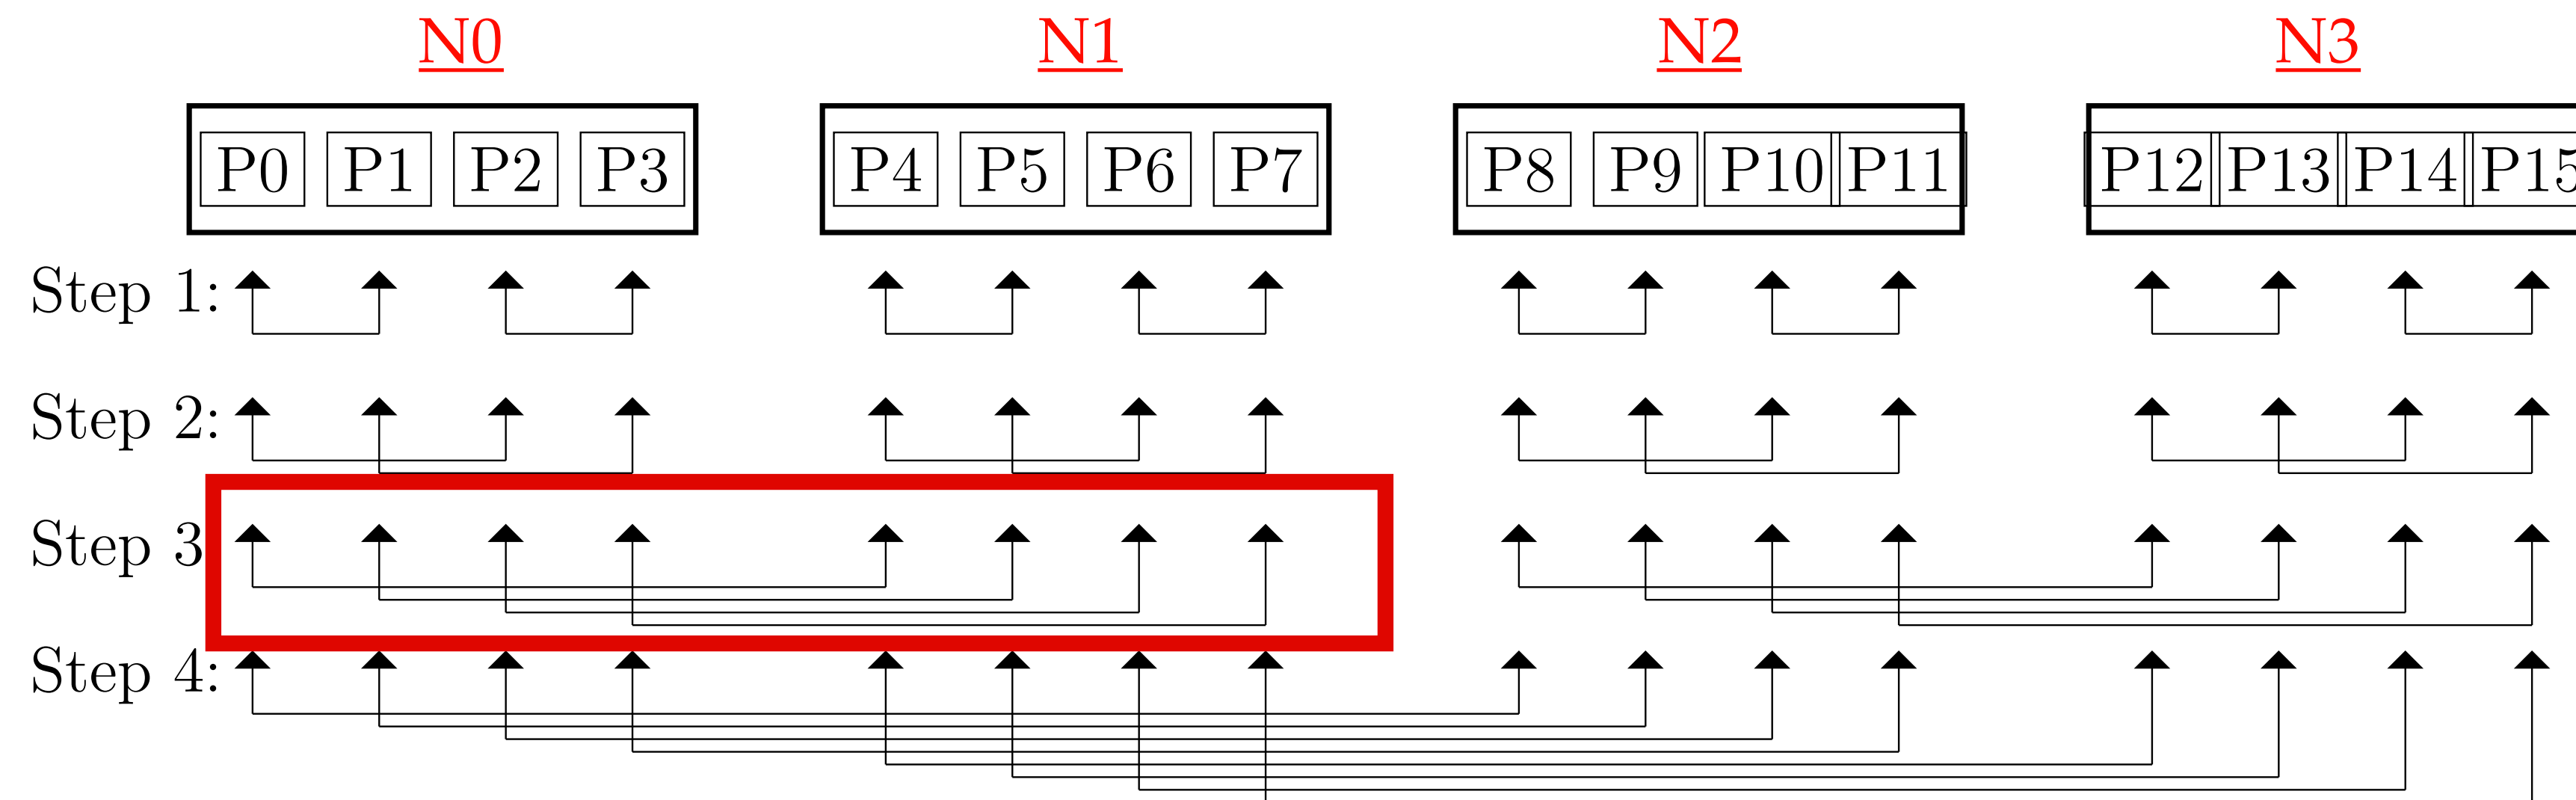 N0 N1 N2 N3
P0 P1 P2 P3 P4 P5 P6 P7 P8 P9 P10 P11 P12 P13 P14 P15
Step 1:
Step 2:
Step 3
Step 4: